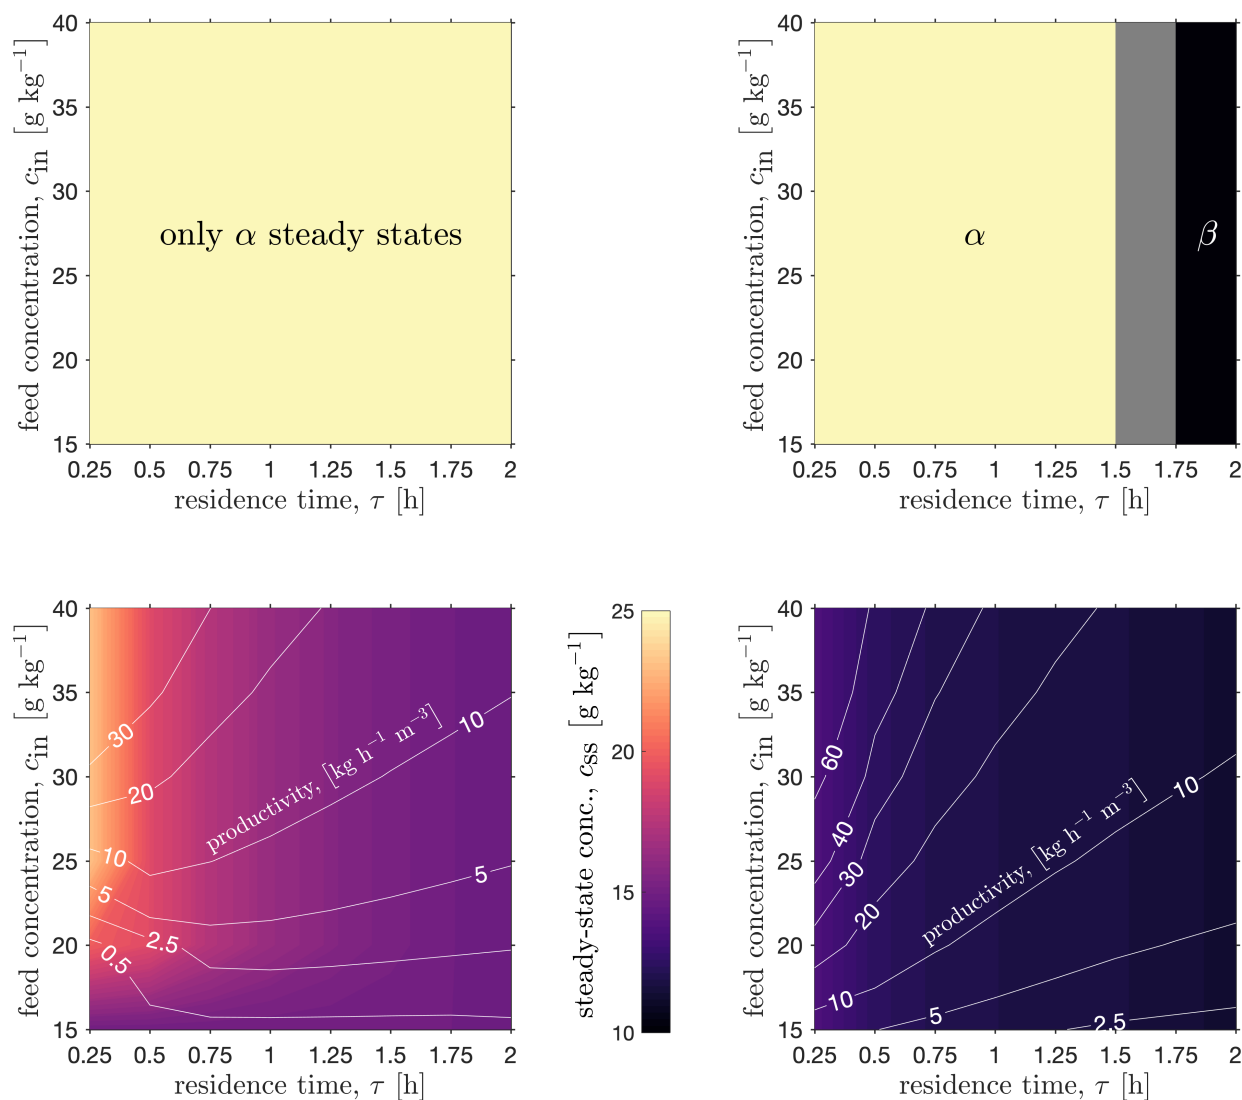 40
35
30
25
20
15
feed concentration, c_in [g kg⁻¹]
only α steady states
0.25 0.5 0.75 1 1.25 1.5 1.75 2
residence time, τ [h]
40
35
30
25
20
15
feed concentration, c_in [g kg⁻¹]
α
β
0.25 0.5 0.75 1 1.25 1.5 1.75 2
residence time, τ [h]
40
35
30
25
20
15
feed concentration, c_in [g kg⁻¹]
30
20
productivity, [kg h⁻¹ m⁻³]
10
10
5
5
2.5
0.5
0.25 0.5 0.75 1 1.25 1.5 1.75 2
residence time, τ [h]
25
20
15
10
steady-state conc., c_ss [g kg⁻¹]
40
35
30
25
20
15
feed concentration, c_in [g kg⁻¹]
60
40
30
20
productivity, [kg h⁻¹ m⁻³]
10
10
5
2.5
0.25 0.5 0.75 1 1.25 1.5 1.75 2
residence time, τ [h]